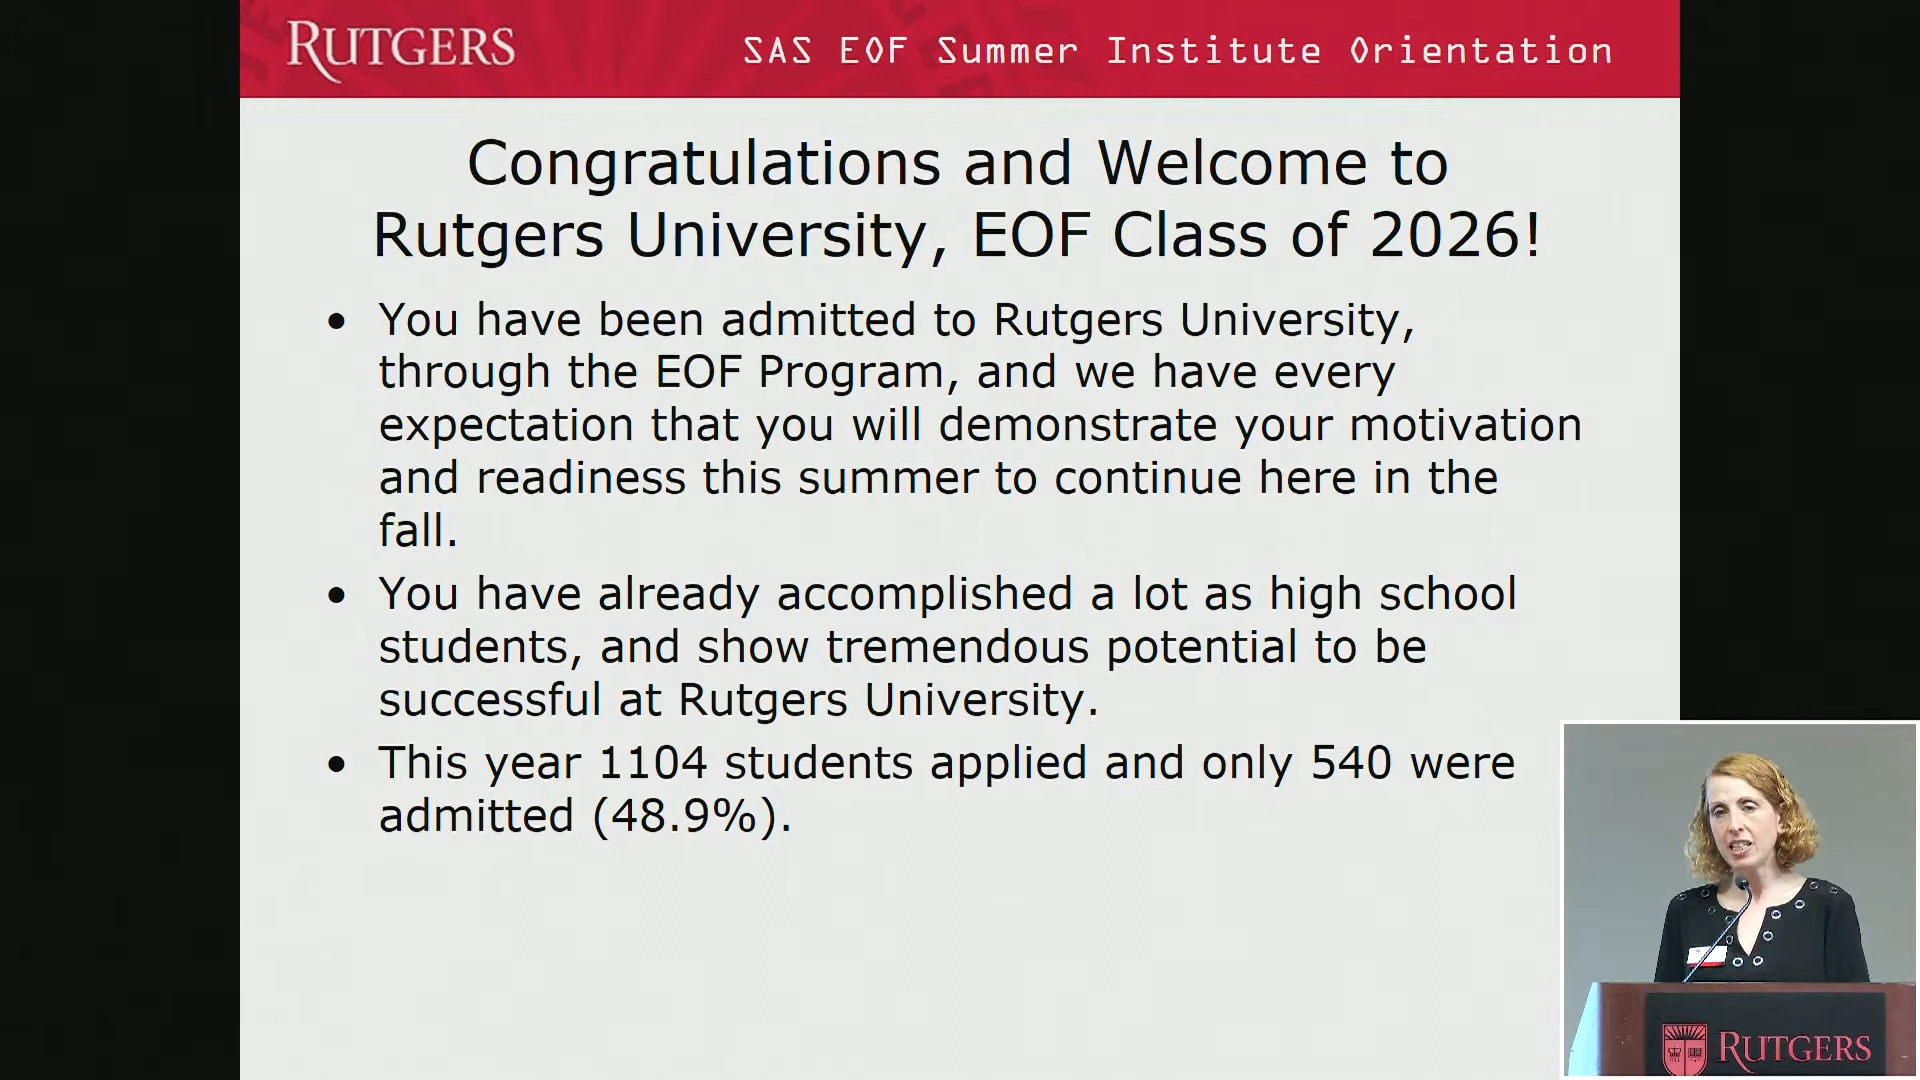 RUTGERS
SAS EOF Summer Institute Orientation
Congratulations and Welcome to
Rutgers University, EOF Class of 2026!
• You have been admitted to Rutgers University,
through the EOF Program, and we have every
expectation that you will demonstrate your motivation
and readiness this summer to continue here in the
fall.
• You have already accomplished a lot as high school
students, and show tremendous potential to be
successful at Rutgers University.
• This year 1104 students applied and only 540 were
admitted (48.9%).
RUTGERS